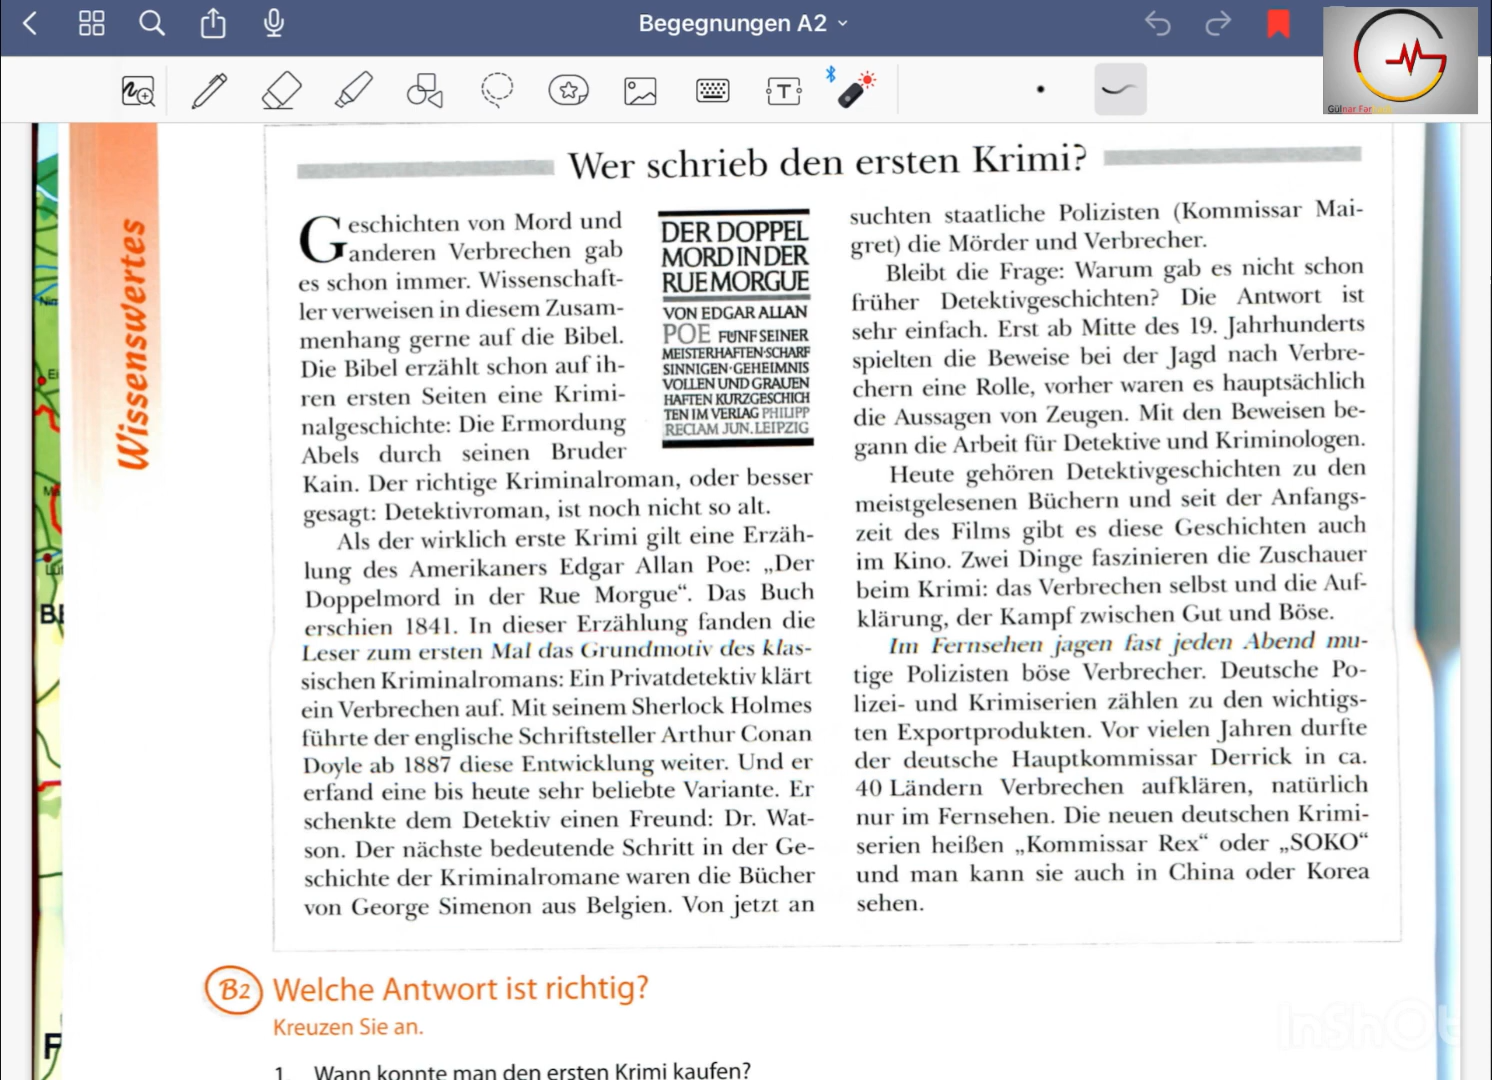 Begegnungen A2
T
Gülnar Fər
Wissenswertes
Wer schrieb den ersten Krimi?
Geschichten von Mord und
anderen Verbrechen gab
es schon immer. Wissenschaft-
ler verweisen in diesem Zusam-
menhang gerne auf die Bibel.
Die Bibel erzählt schon auf ih-
ren ersten Seiten eine Krimi-
nalgeschichte: Die Ermordung
Abels durch seinen Bruder
Kain. Der richtige Kriminalroman, oder besser
gesagt: Detektivroman, ist noch nicht so alt.
Als der wirklich erste Krimi gilt eine Erzäh-
lung des Amerikaners Edgar Allan Poe: „Der
Doppelmord in der Rue Morgue“. Das Buch
erschien 1841. In dieser Erzählung fanden die
Leser zum ersten Mal das Grundmotiv des klas-
sischen Kriminalromans: Ein Privatdetektiv klärt
ein Verbrechen auf. Mit seinem Sherlock Holmes
führte der englische Schriftsteller Arthur Conan
Doyle ab 1887 diese Entwicklung weiter. Und er
erfand eine bis heute sehr beliebte Variante. Er
schenkte dem Detektiv einen Freund: Dr. Wat-
son. Der nächste bedeutende Schritt in der Ge-
schichte der Kriminalromane waren die Bücher
von George Simenon aus Belgien. Von jetzt an
DER DOPPEL
MORD IN DER
RUE MORGUE
VON EDGAR ALLAN
POE FÜNF SEINER
MEISTERHAFTEN·SCHARF
SINNIGEN·GEHEIMNIS
VOLLEN UND GRAUEN
HAFTEN KURZGESCHICH
TEN IM VERLAG PHILIPP
RECLAM JUN. LEIPZIG
suchten staatliche Polizisten (Kommissar Mai-
gret) die Mörder und Verbrecher.
Bleibt die Frage: Warum gab es nicht schon
früher Detektivgeschichten? Die Antwort ist
sehr einfach. Erst ab Mitte des 19. Jahrhunderts
spielten die Beweise bei der Jagd nach Verbre-
chern eine Rolle, vorher waren es hauptsächlich
die Aussagen von Zeugen. Mit den Beweisen be-
gann die Arbeit für Detektive und Kriminologen.
Heute gehören Detektivgeschichten zu den
meistgelesenen Büchern und seit der Anfangs-
zeit des Films gibt es diese Geschichten auch
im Kino. Zwei Dinge faszinieren die Zuschauer
beim Krimi: das Verbrechen selbst und die Auf-
klärung, der Kampf zwischen Gut und Böse.
Im Fernsehen jagen fast jeden Abend mu-
tige Polizisten böse Verbrecher. Deutsche Po-
lizei- und Krimiserien zählen zu den wichtigs-
ten Exportprodukten. Vor vielen Jahren durfte
der deutsche Hauptkommissar Derrick in ca.
40 Ländern Verbrechen aufklären, natürlich
nur im Fernsehen. Die neuen deutschen Krimi-
serien heißen „Kommissar Rex“ oder „SOKO“
und man kann sie auch in China oder Korea
sehen.
B2 Welche Antwort ist richtig?
Kreuzen Sie an.
1. Wann konnte man den ersten Krimi kaufen?
InShOt